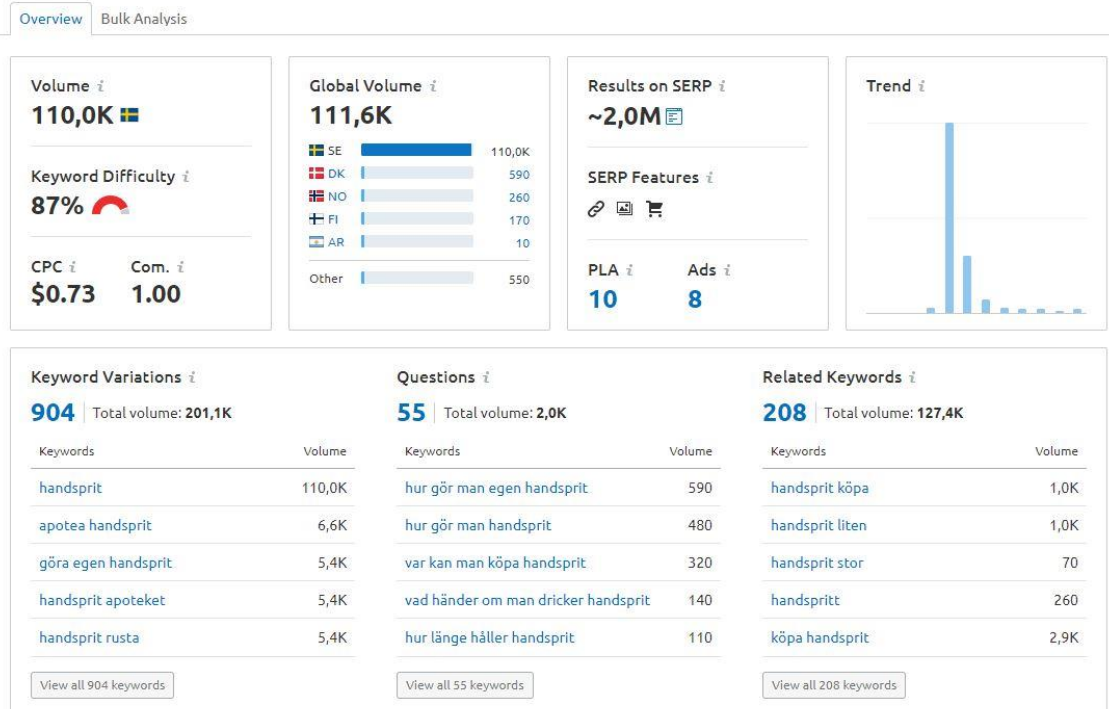 Overview Bulk Analysis
Volume i
110,0K
Keyword Difficulty i
87%
CPC i Com. i
$0.73 1.00
Global Volume i
111,6K
SE 110,0K
DK 590
NO 260
FI 170
AR 10
Other 550
Results on SERP i
~2,0M
SERP Features i
PLA i Ads i
10 8
Trend i
Keyword Variations i
904 Total volume: 201,1K
Keywords Volume
handsprit 110,0K
apotea handsprit 6,6K
göra egen handsprit 5,4K
handsprit apoteket 5,4K
handsprit rusta 5,4K
View all 904 keywords
Questions i
55 Total volume: 2,0K
Keywords Volume
hur gör man egen handsprit 590
hur gör man handsprit 480
var kan man köpa handsprit 320
vad händer om man dricker handsprit 140
hur länge håller handsprit 110
View all 55 keywords
Related Keywords i
208 Total volume: 127,4K
Keywords Volume
handsprit köpa 1,0K
handsprit liten 1,0K
handsprit stor 70
handspritt 260
köpa handsprit 2,9K
View all 208 keywords